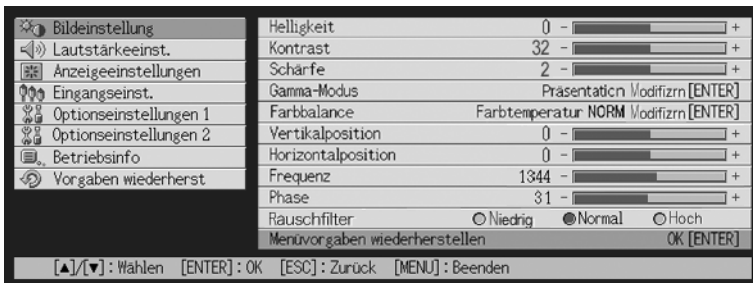 Bildeinstellung
Lautstärkeeinst.
Anzeigeeinstellungen
Eingangseinst.
Optionseinstellungen 1
Optionseinstellungen 2
Betriebsinfo
Vorgaben wiederherst
Helligkeit 0 - +
Kontrast 32 - +
Schärfe 2 - +
Gamma-Modus Präsentation Modifizrn [ENTER]
Farbbalance Farbtemperatur NORM Modifizrn [ENTER]
Vertikalposition 0 - +
Horizontalposition 0 - +
Frequenz 1344 - +
Phase 31 - +
Rauschfilter Niedrig Normal Hoch
Menüvorgaben wiederherstellen OK [ENTER]
[▲]/[▼] : Wählen [ENTER] : OK [ESC] : Zurück [MENU] : Beenden